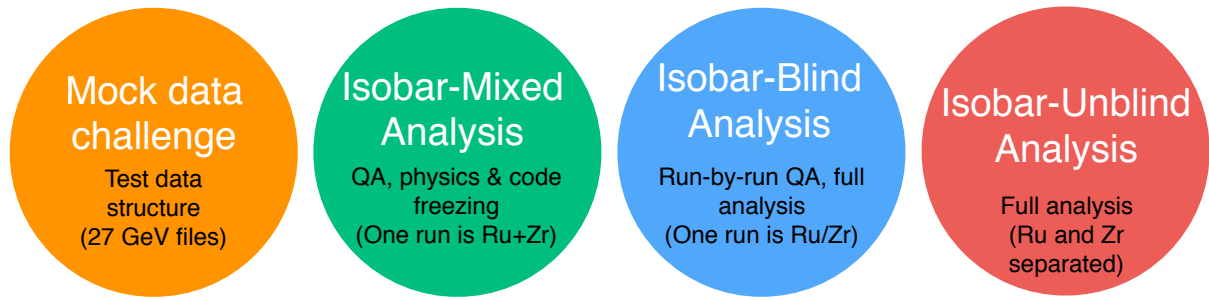 Mock data
challenge
Test data
structure
(27 GeV files)
Isobar-Mixed
Analysis
QA, physics & code
freezing
(One run is Ru+Zr)
Isobar-Blind
Analysis
Run-by-run QA, full
analysis
(One run is Ru/Zr)
Isobar-Unblind
Analysis
Full analysis
(Ru and Zr
separated)